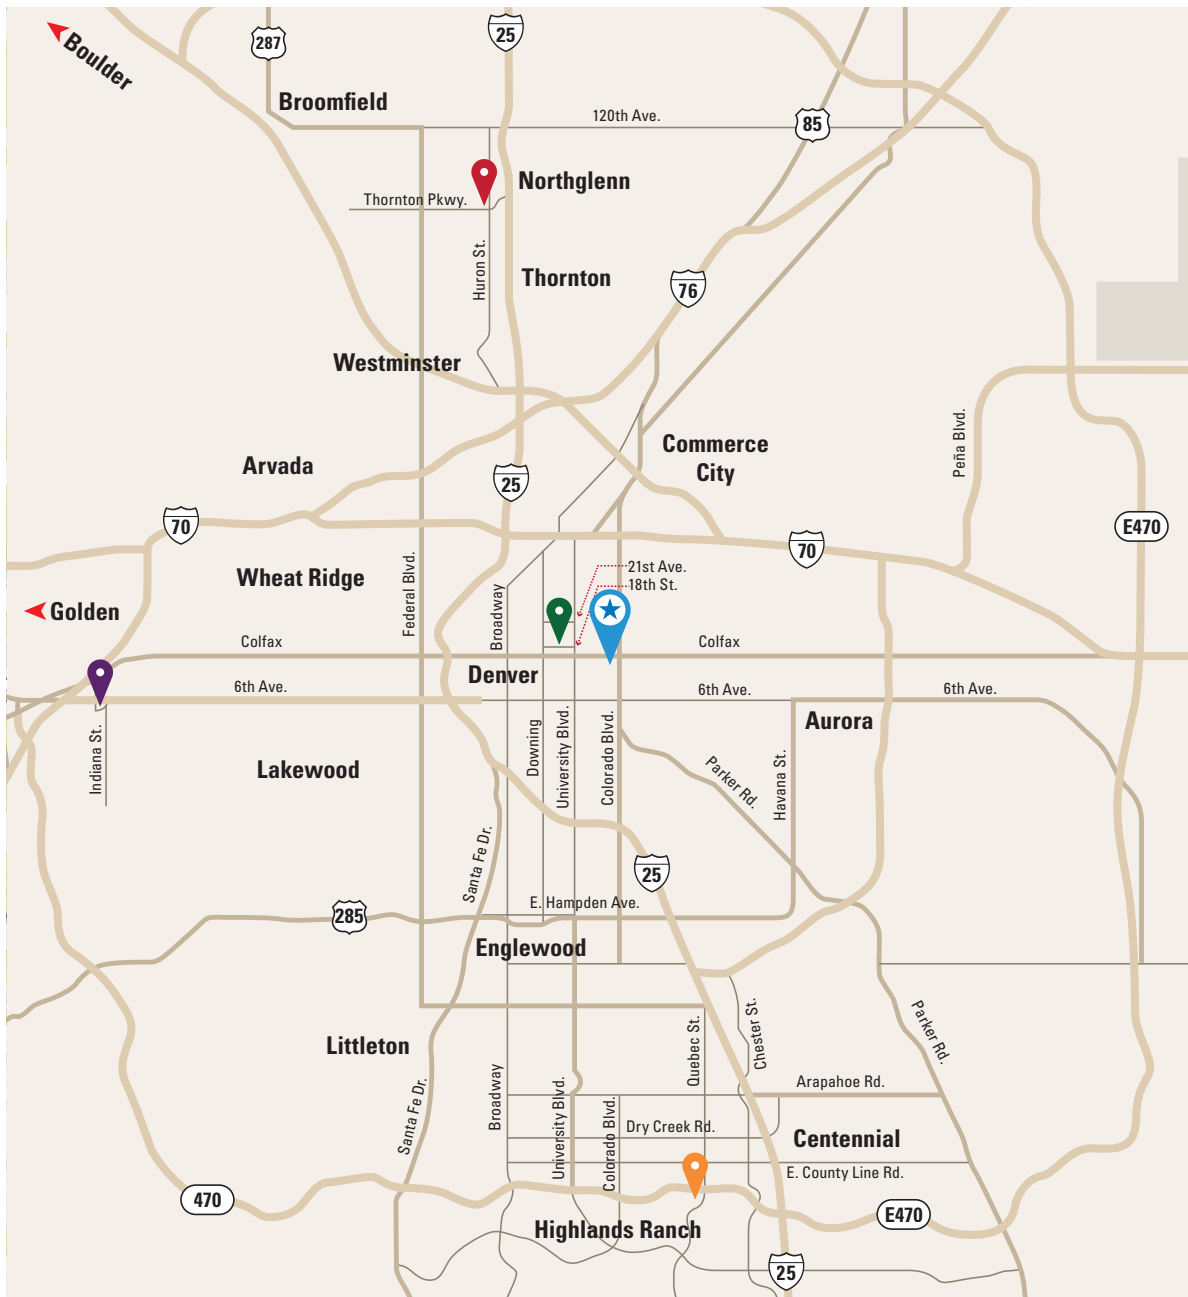 287
25
Boulder
Broomfield
120th Ave.
85
Northglenn
Thornton Pkwy.
Huron St.
Thornton
76
Westminster
Peña Blvd.
Commerce
City
Arvada
25
70
E470
70
Wheat Ridge
Federal Blvd.
Broadway
21st Ave.
18th St.
Golden
Colfax
Colfax
Denver
6th Ave.
6th Ave.
6th Ave.
Aurora
Indiana St.
Lakewood
Downing
University Blvd.
Colorado Blvd.
Parker Rd.
Havana St.
Santa Fe Dr.
25
E. Hampden Ave.
285
Englewood
Littleton
Quebec St.
Chester St.
Parker Rd.
Santa Fe Dr.
Broadway
University Blvd.
Colorado Blvd.
Arapahoe Rd.
Dry Creek Rd.
Centennial
E. County Line Rd.
470
E470
Highlands Ranch
25